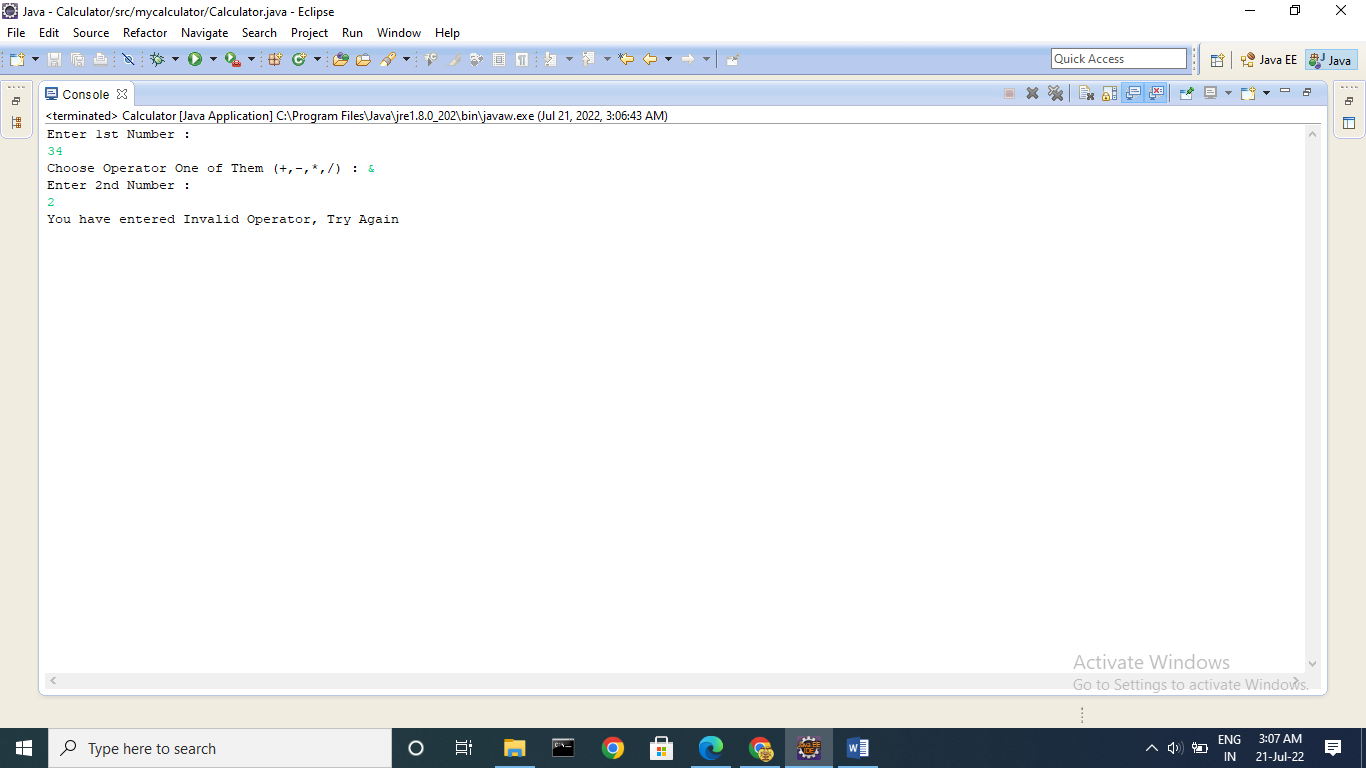 Java - Calculator/src/mycalculator/Calculator.java - Eclipse
File Edit Source Refactor Navigate Search Project Run Window Help
Quick Access
Java EE
Java
Console
<terminated> Calculator [Java Application] C:\Program Files\Java\jre1.8.0_202\bin\javaw.exe (Jul 21, 2022, 3:06:43 AM)
Enter 1st Number :
34
Choose Operator One of Them (+,-,*,/) : &
Enter 2nd Number :
2
You have entered Invalid Operator, Try Again
Activate Windows
Go to Settings to activate Windows.
Type here to search
ENG
IN
3:07 AM
21-Jul-22